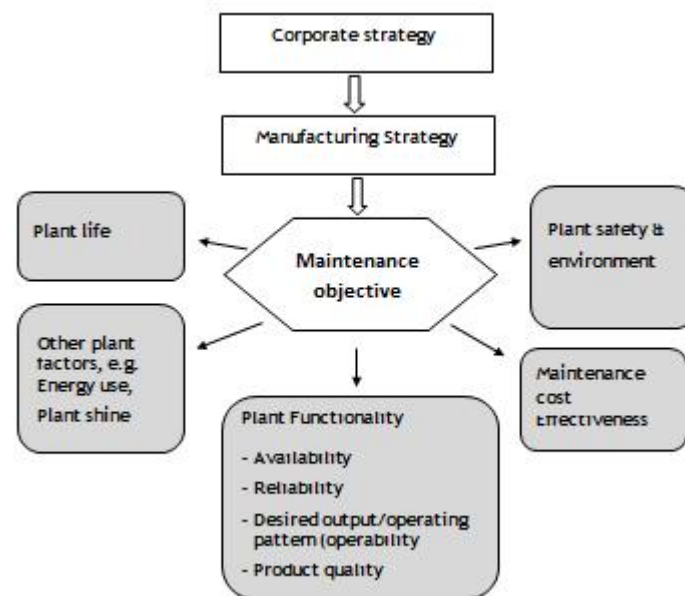 Corporate strategy
Manufacturing Strategy
Plant life
Maintenance
objective
Plant safety &
environment
Other plant
factors, e.g.
Energy use,
Plant shine
Maintenance
cost
Effectiveness
Plant Functionality
- Availability
- Reliability
- Desired output/operating
pattern (operability
- Product quality